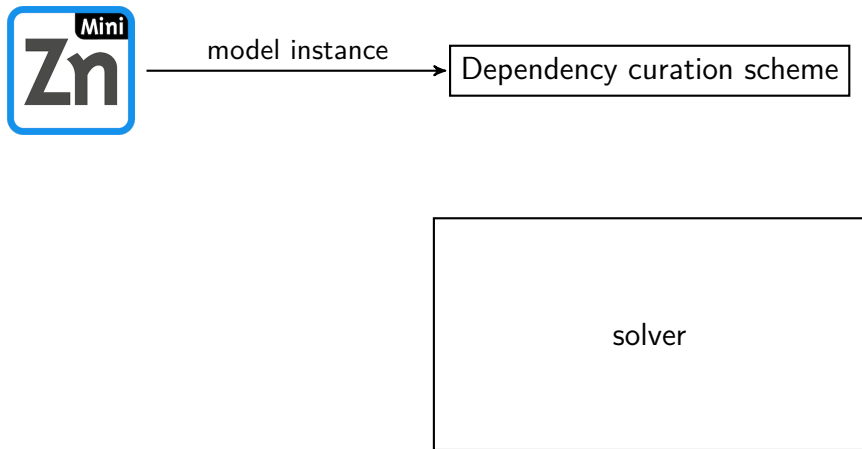 Mini
Zn
model instance
Dependency curation scheme
solver